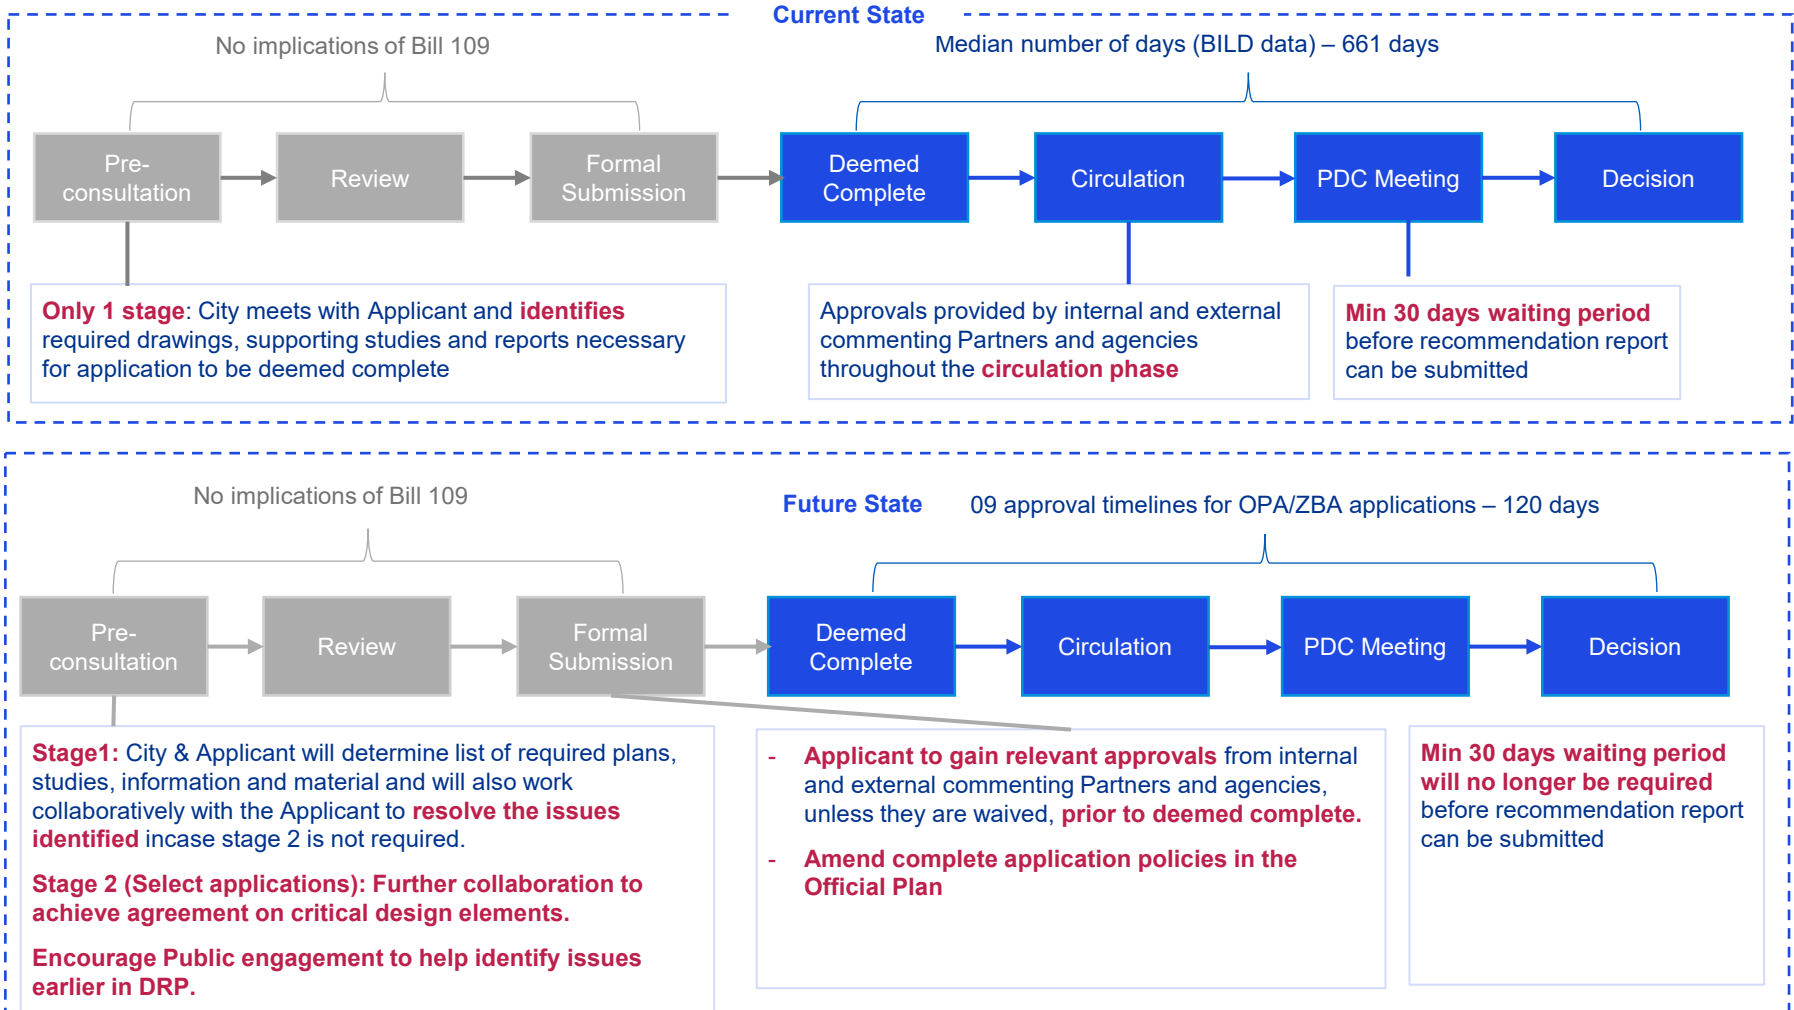 Current State
No implications of Bill 109
Median number of days (BILD data) – 661 days
Pre-
consultation
Review
Formal
Submission
Deemed
Complete
Circulation
PDC Meeting
Decision
Only 1 stage: City meets with Applicant and identifies
required drawings, supporting studies and reports necessary
for application to be deemed complete
Approvals provided by internal and external
commenting Partners and agencies
throughout the circulation phase
Min 30 days waiting period
before recommendation report
can be submitted
No implications of Bill 109
Future State
09 approval timelines for OPA/ZBA applications – 120 days
Pre-
consultation
Review
Formal
Submission
Deemed
Complete
Circulation
PDC Meeting
Decision
Stage1: City & Applicant will determine list of required plans,
studies, information and material and will also work
collaboratively with the Applicant to resolve the issues
identified incase stage 2 is not required.
Stage 2 (Select applications): Further collaboration to
achieve agreement on critical design elements.
Encourage Public engagement to help identify issues
earlier in DRP.
- Applicant to gain relevant approvals from internal
and external commenting Partners and agencies,
unless they are waived, prior to deemed complete.
- Amend complete application policies in the
Official Plan
Min 30 days waiting period
will no longer be required
before recommendation report
can be submitted